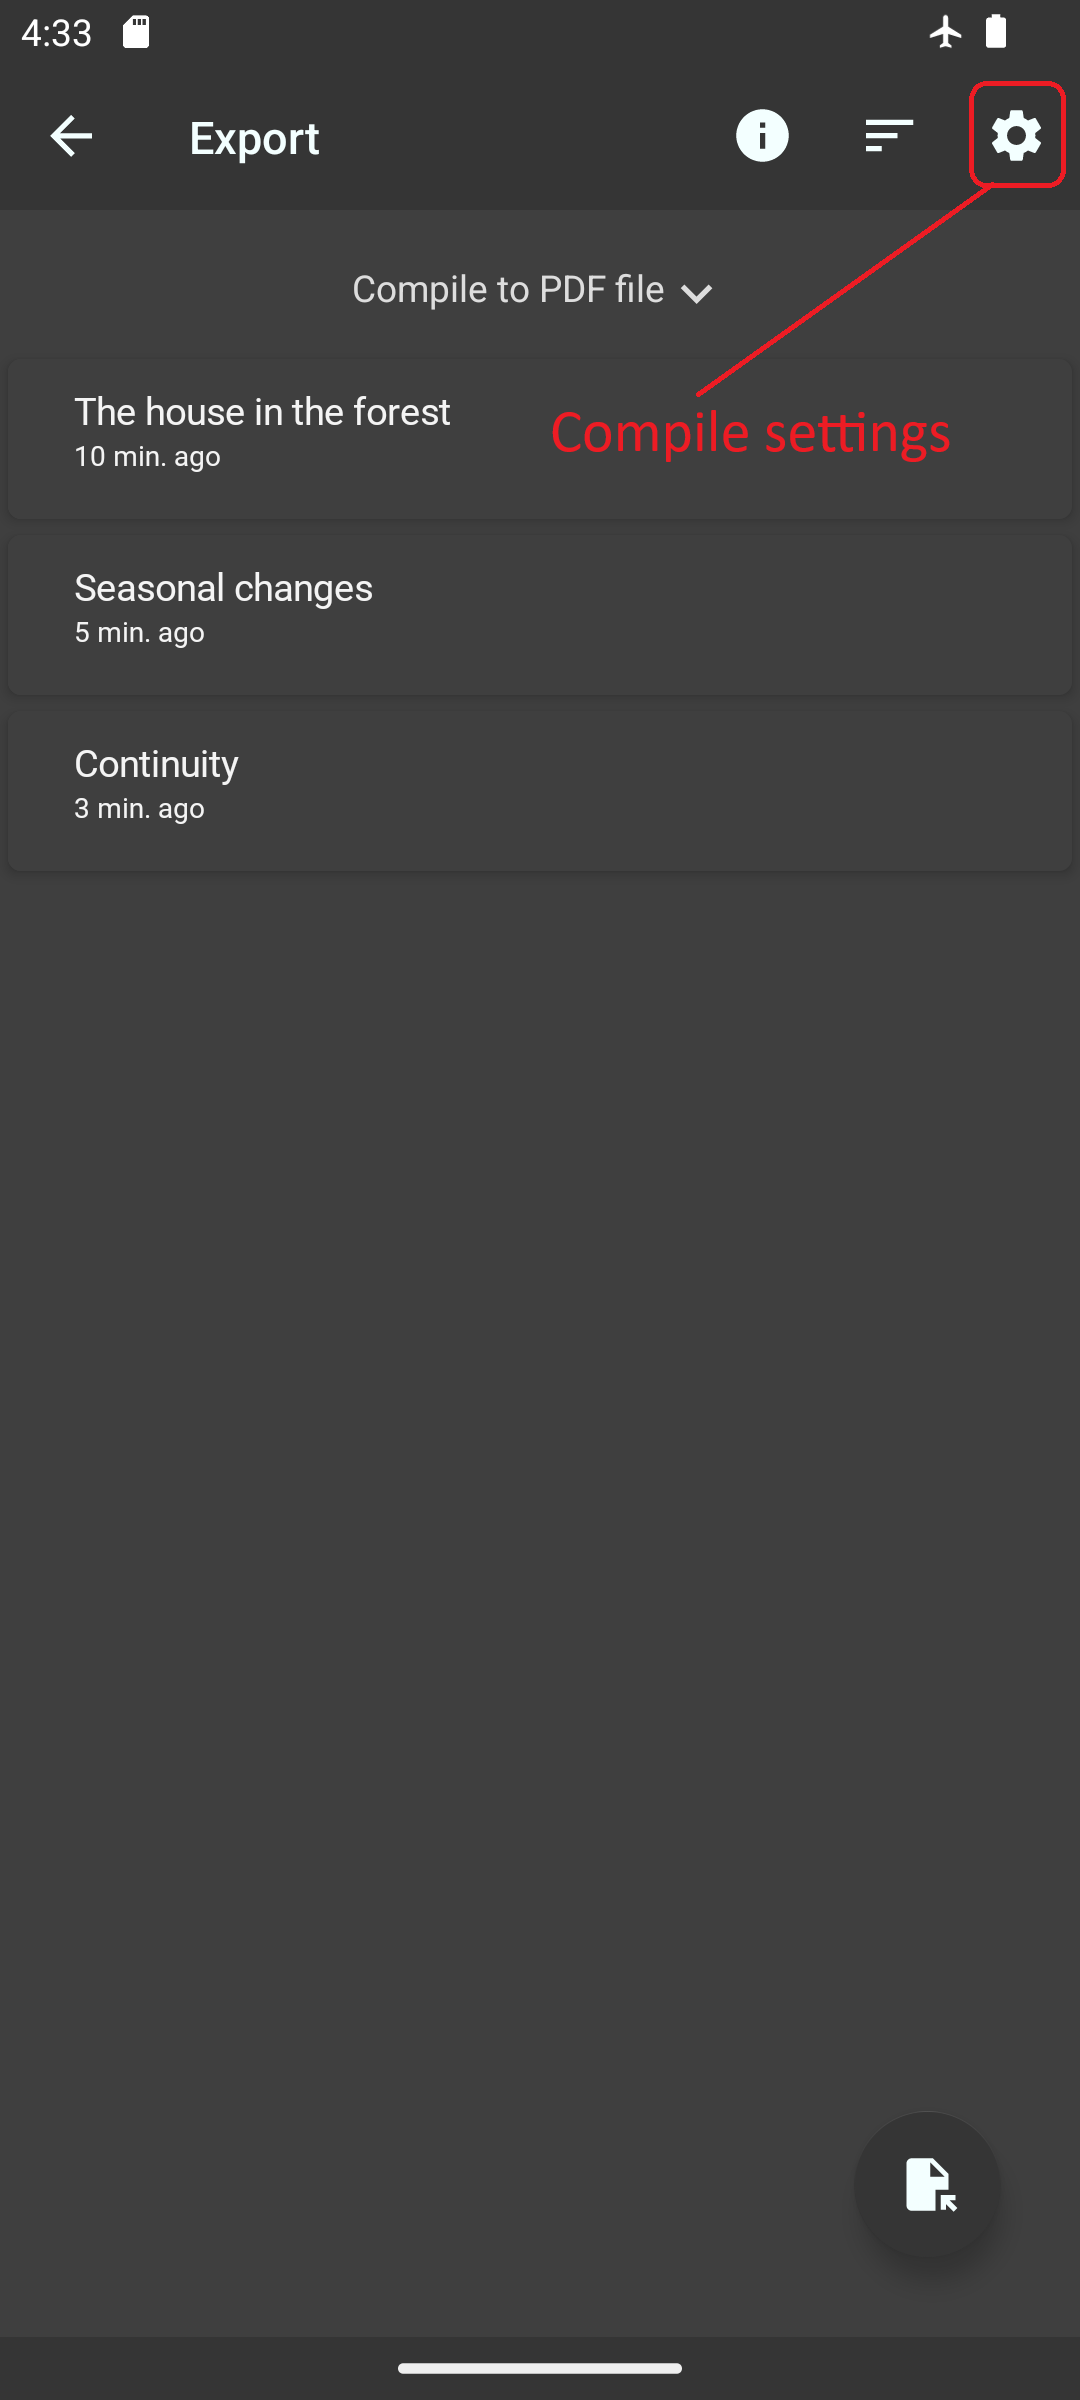 4:33
Export
Compile to PDF file
The house in the forest
10 min. ago
Compile settings
Seasonal changes
5 min. ago
Continuity
3 min. ago